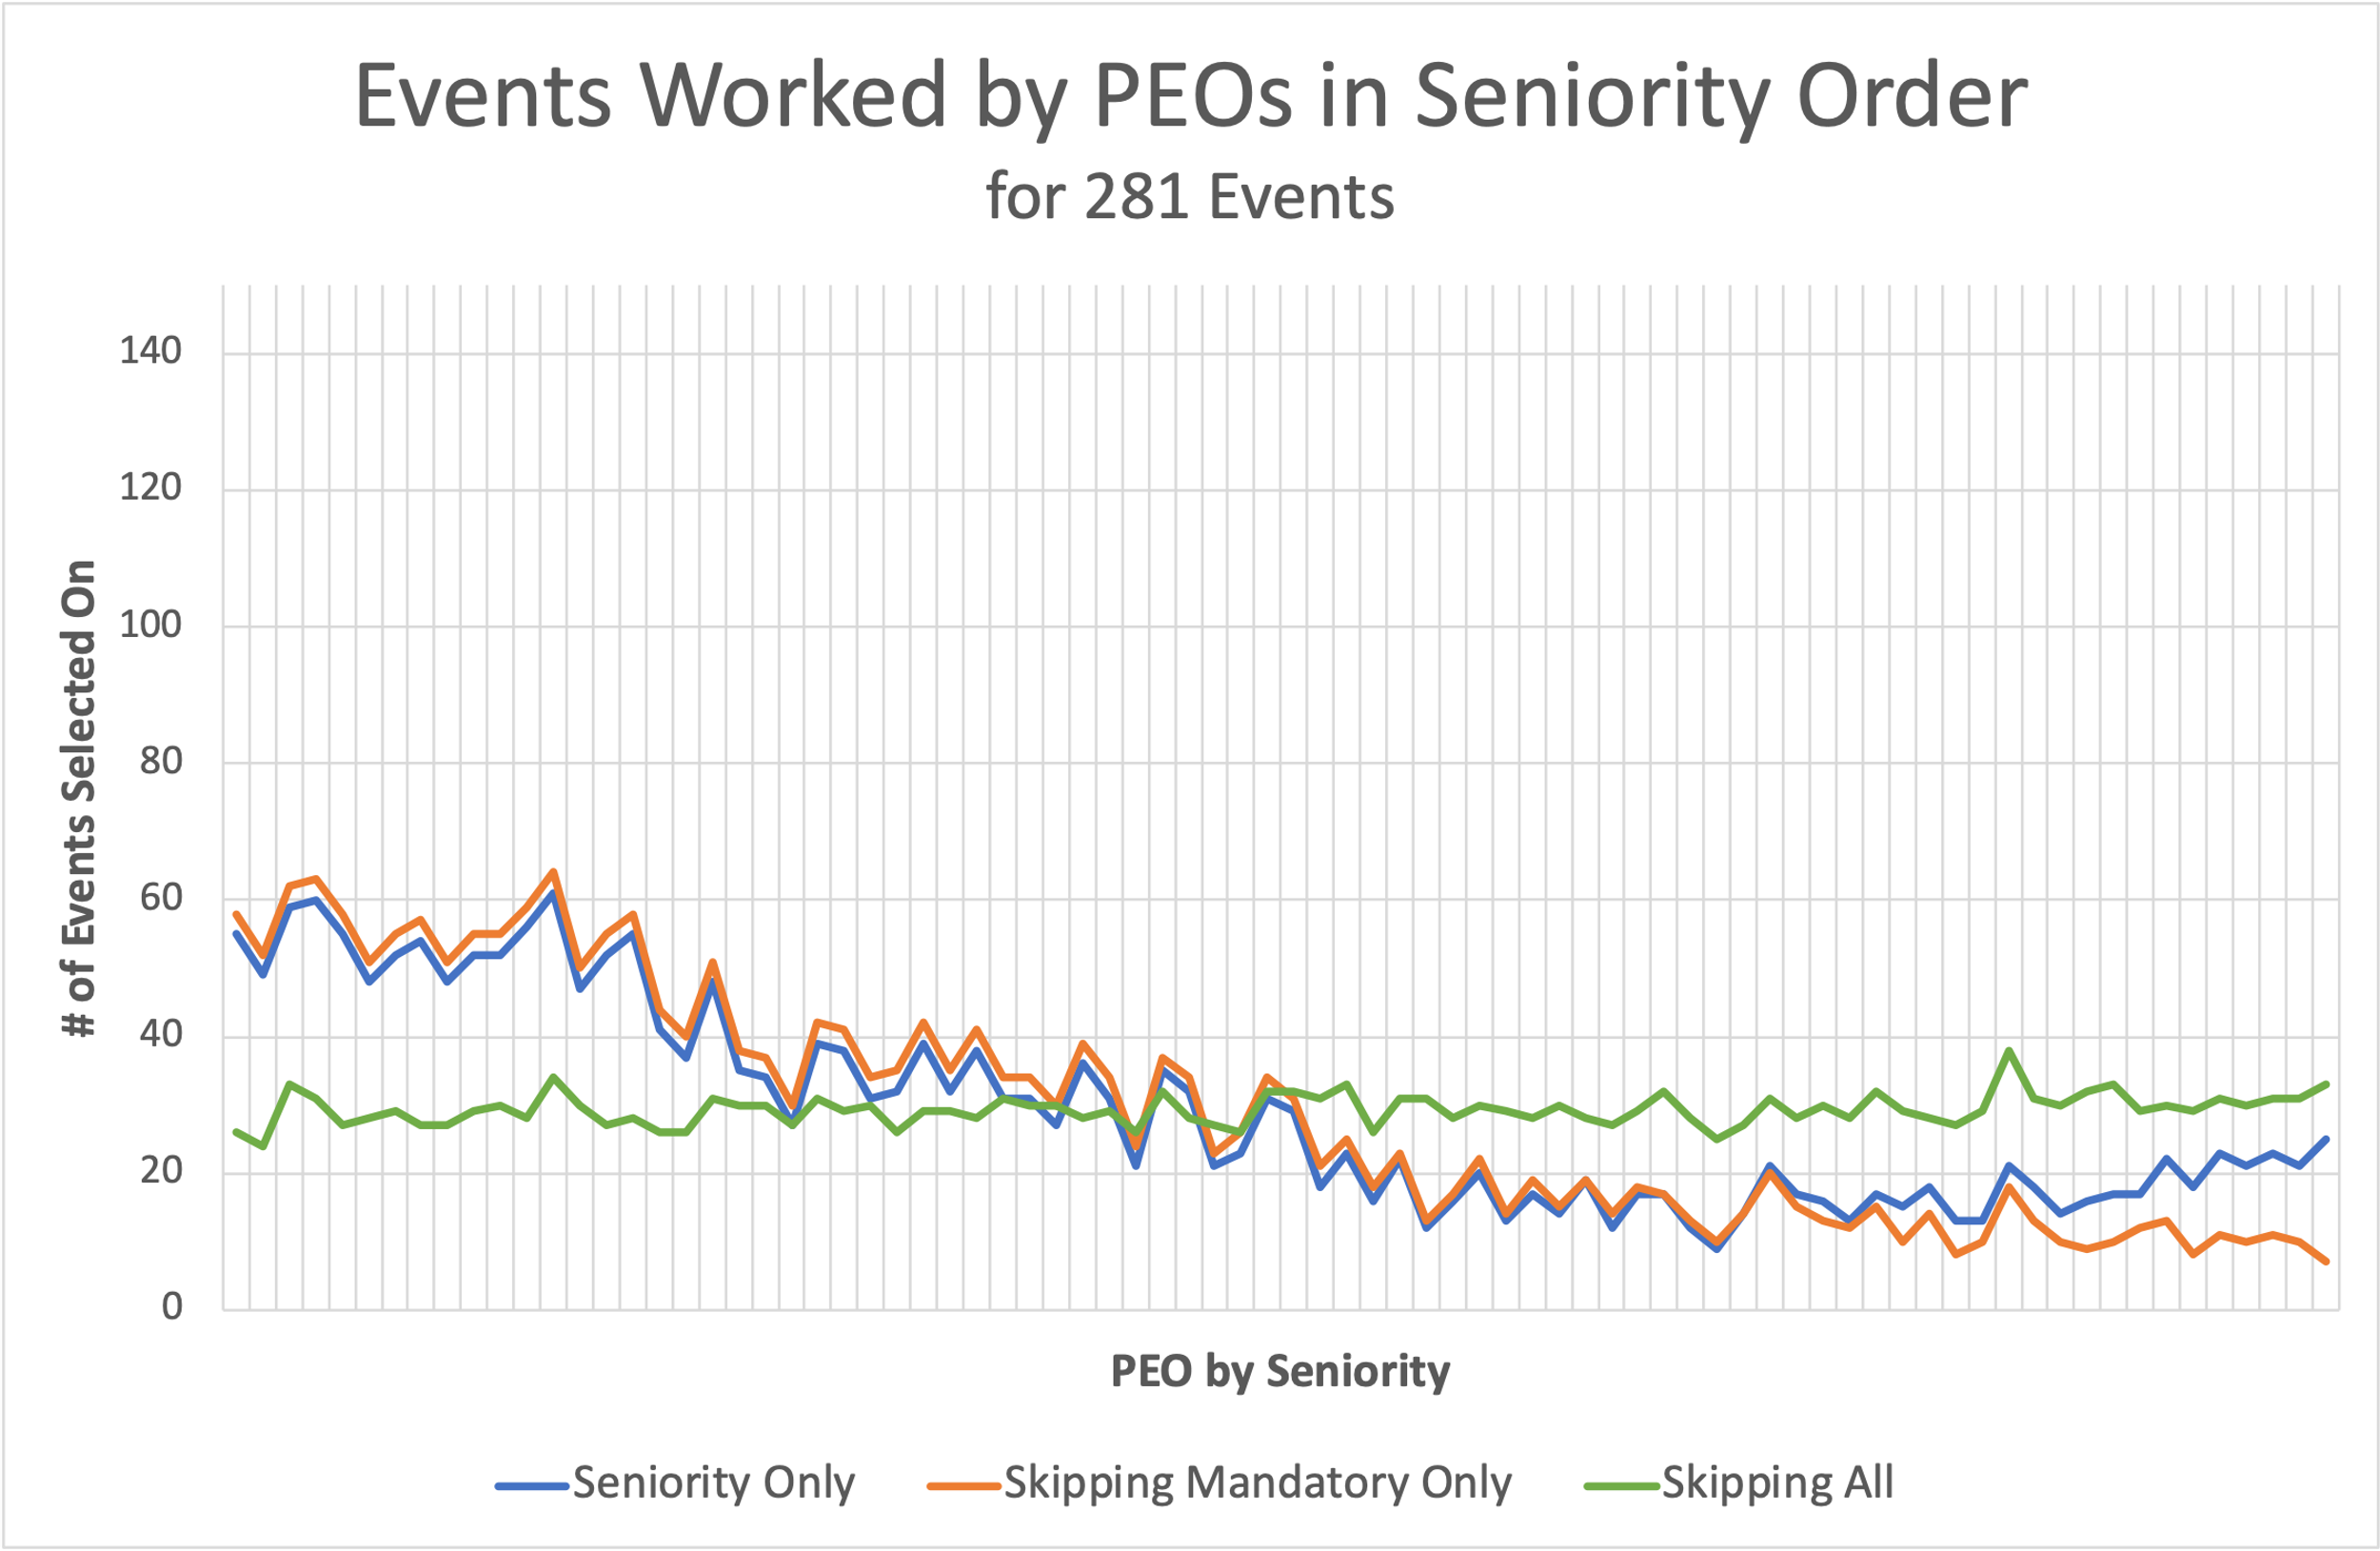 Events Worked by PEOs in Seniority Order
for 281 Events
140
120
100
80
60
40
20
0
# of Events Selected On
PEO by Seniority
Seniority Only
Skipping Mandatory Only
Skipping All